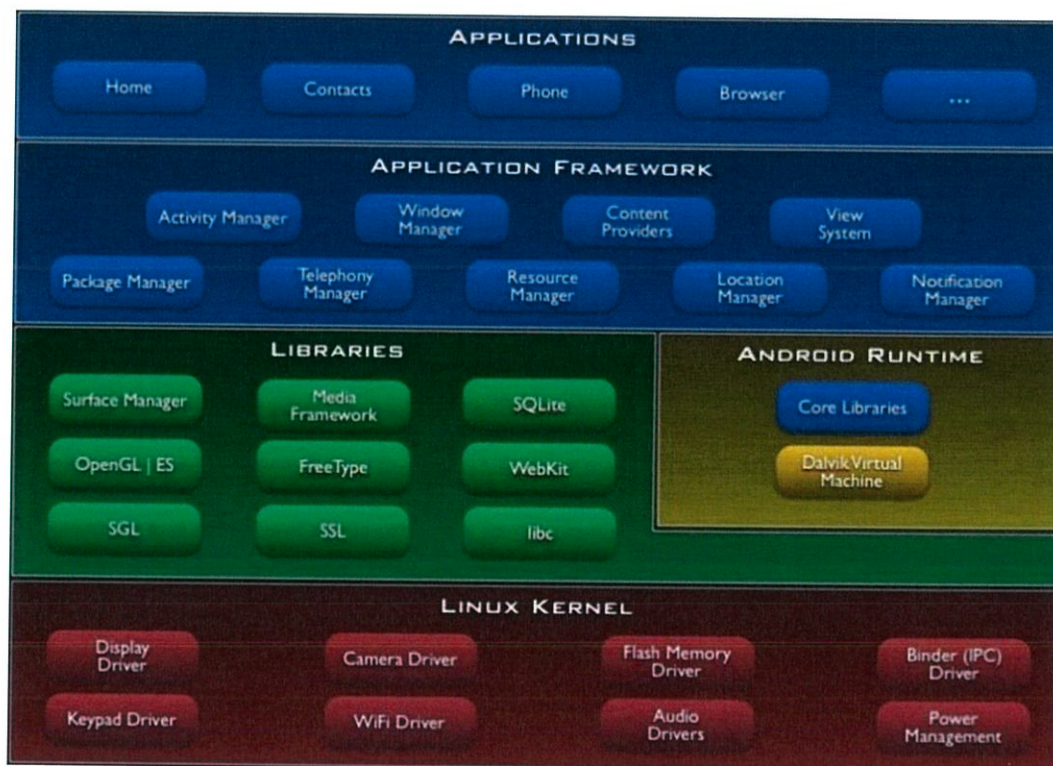 APPLICATIONS
Home
Contacts
Phone
Browser
...
APPLICATION FRAMEWORK
Activity Manager
Window
Manager
Content
Providers
View
System
Package Manager
Telephony
Manager
Resource
Manager
Location
Manager
Notification
Manager
LIBRARIES
Surface Manager
Media
Framework
SQLite
OpenGL | ES
FreeType
WebKit
SGL
SSL
libc
ANDROID RUNTIME
Core Libraries
Dalvik Virtual
Machine
LINUX KERNEL
Display
Driver
Camera Driver
Flash Memory
Driver
Binder (IPC)
Driver
Keypad Driver
WiFi Driver
Audio
Drivers
Power
Management